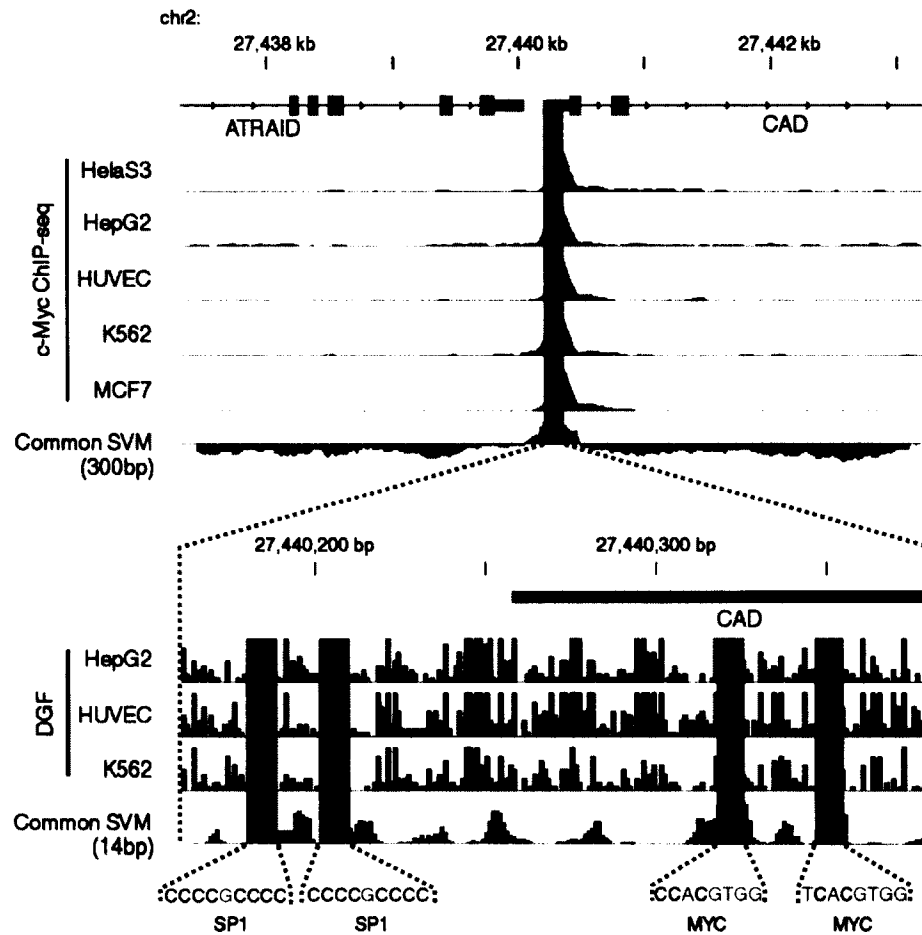 chr2:
27,438 kb 27,440 kb 27,442 kb
ATRAID CAD
c-Myc ChIP-seq
HelaS3
HepG2
HUVEC
K562
MCF7
Common SVM
(300bp)
27,440,200 bp 27,440,300 bp
CAD
DGF
HepG2
HUVEC
K562
Common SVM
(14bp)
CCCCGCCCC CCCCGCCCC CCACGTGG TCACGTGG
SP1 SP1 MYC MYC